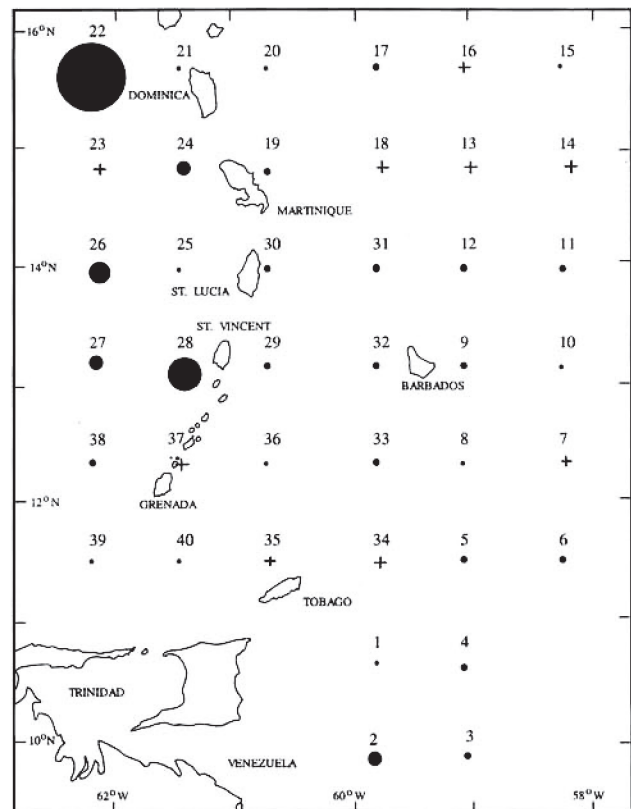 22
16°N
21 20 17 16 15
DOMINICA
23 24 19 18 13 14
MARTINIQUE
26 25 30 31 12 11
14°N
ST. LUCIA
ST. VINCENT
27 28 29 32 9 10
BARBADOS
38 37 36 33 8 7
12°N
GRENADA
39 40 35 34 5 6
TOBAGO
1 4
TRINIDAD
10°N
2 3
VENEZUELA
62°W 60°W 58°W